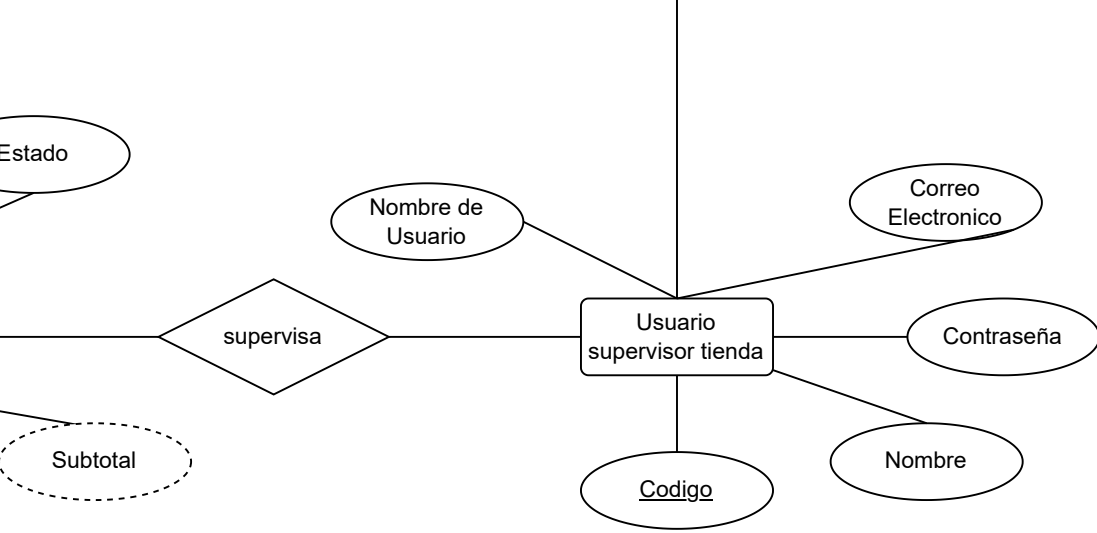 Estado
Nombre de
Usuario
Correo
Electronico
supervisa
Usuario
supervisor tienda
Contraseña
Subtotal
Codigo
Nombre